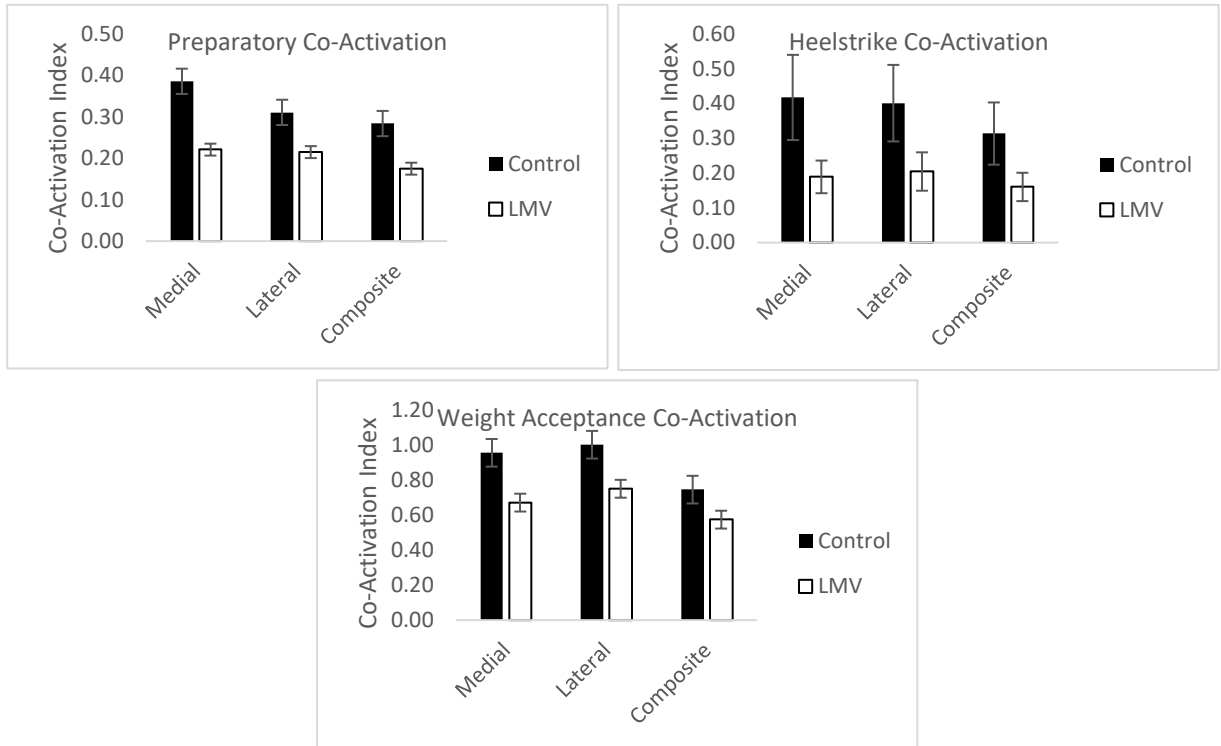 Preparatory Co-Activation
Co-Activation Index
0.50
0.40
0.30
0.20
0.10
0.00
Medial
Lateral
Composite
Control
LMV
Heelstrike Co-Activation
Co-Activation Index
0.60
0.50
0.40
0.30
0.20
0.10
0.00
Medial
Lateral
Composite
Control
LMV
Weight Acceptance Co-Activation
Co-Activation Index
1.20
1.00
0.80
0.60
0.40
0.20
0.00
Medial
Lateral
Composite
Control
LMV